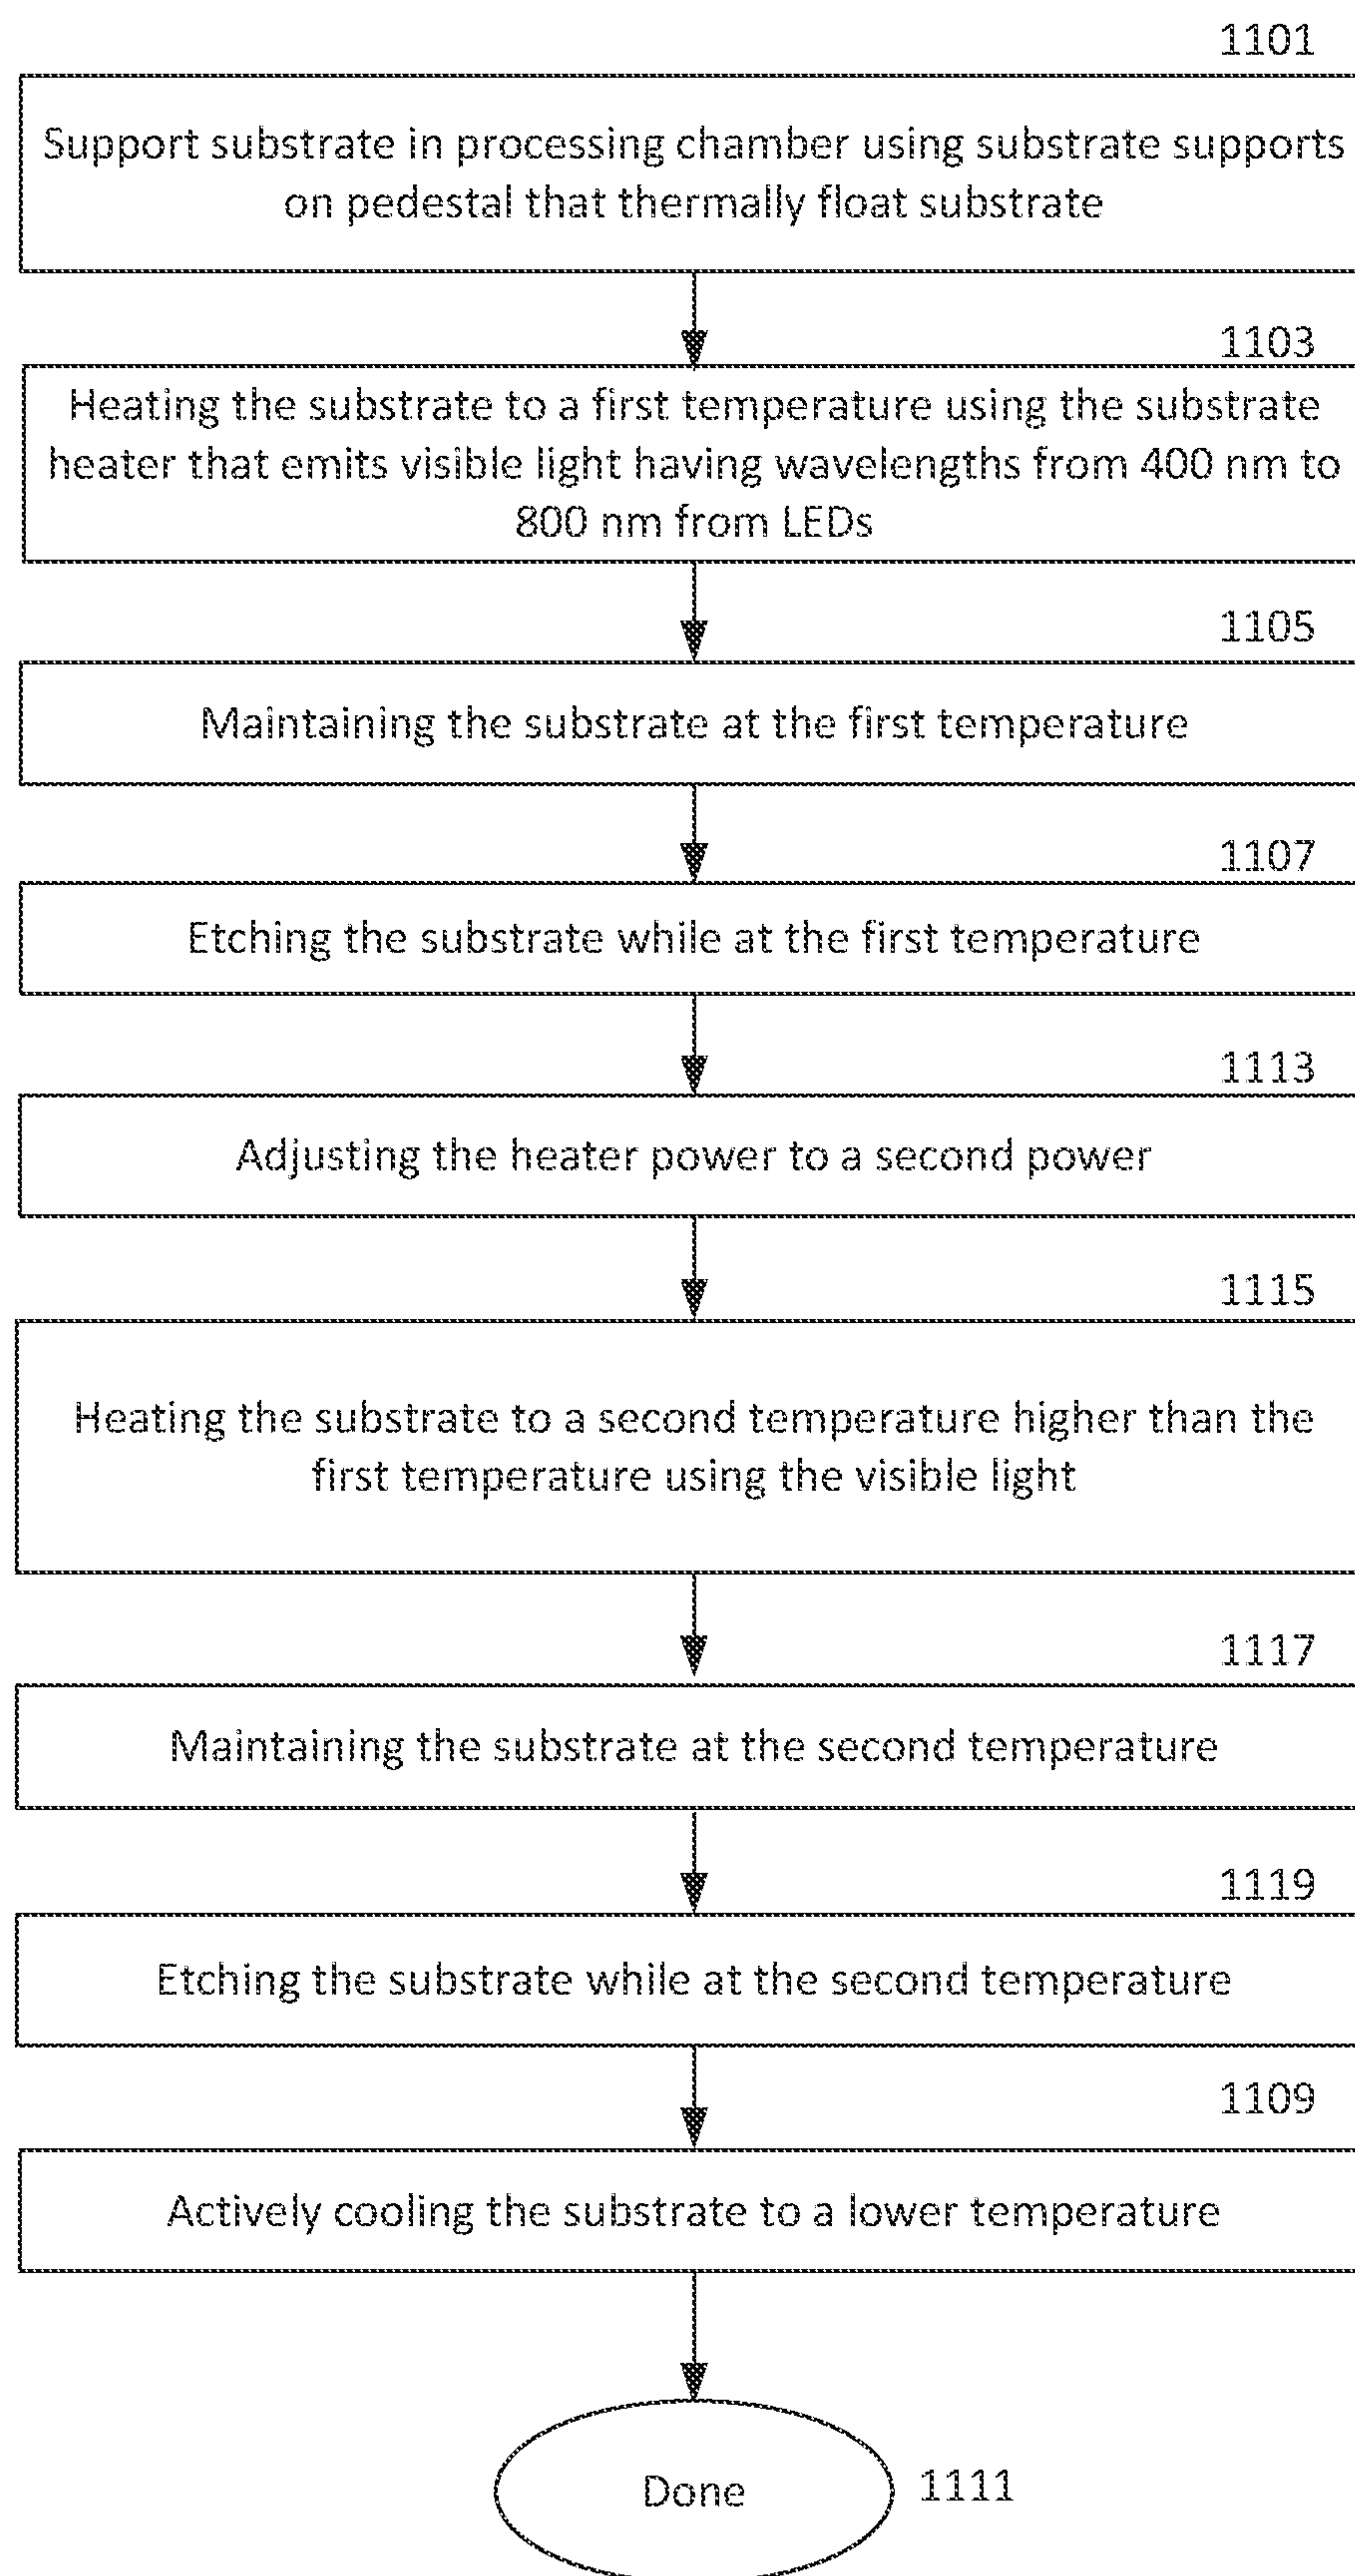 1101
Support substrate in processing chamber using substrate supports
on pedestal that thermally float substrate
1103
Heating the substrate to a first temperature using the substrate
heater that emits visible light having wavelengths from 400 nm to
800 nm from LEDs
1105
Maintaining the substrate at the first temperature
1107
Etching the substrate while at the first temperature
1113
Adjusting the heater power to a second power
1115
Heating the substrate to a second temperature higher than the
first temperature using the visible light
1117
Maintaining the substrate at the second temperature
1119
Etching the substrate while at the second temperature
1109
Actively cooling the substrate to a lower temperature
Done 1111